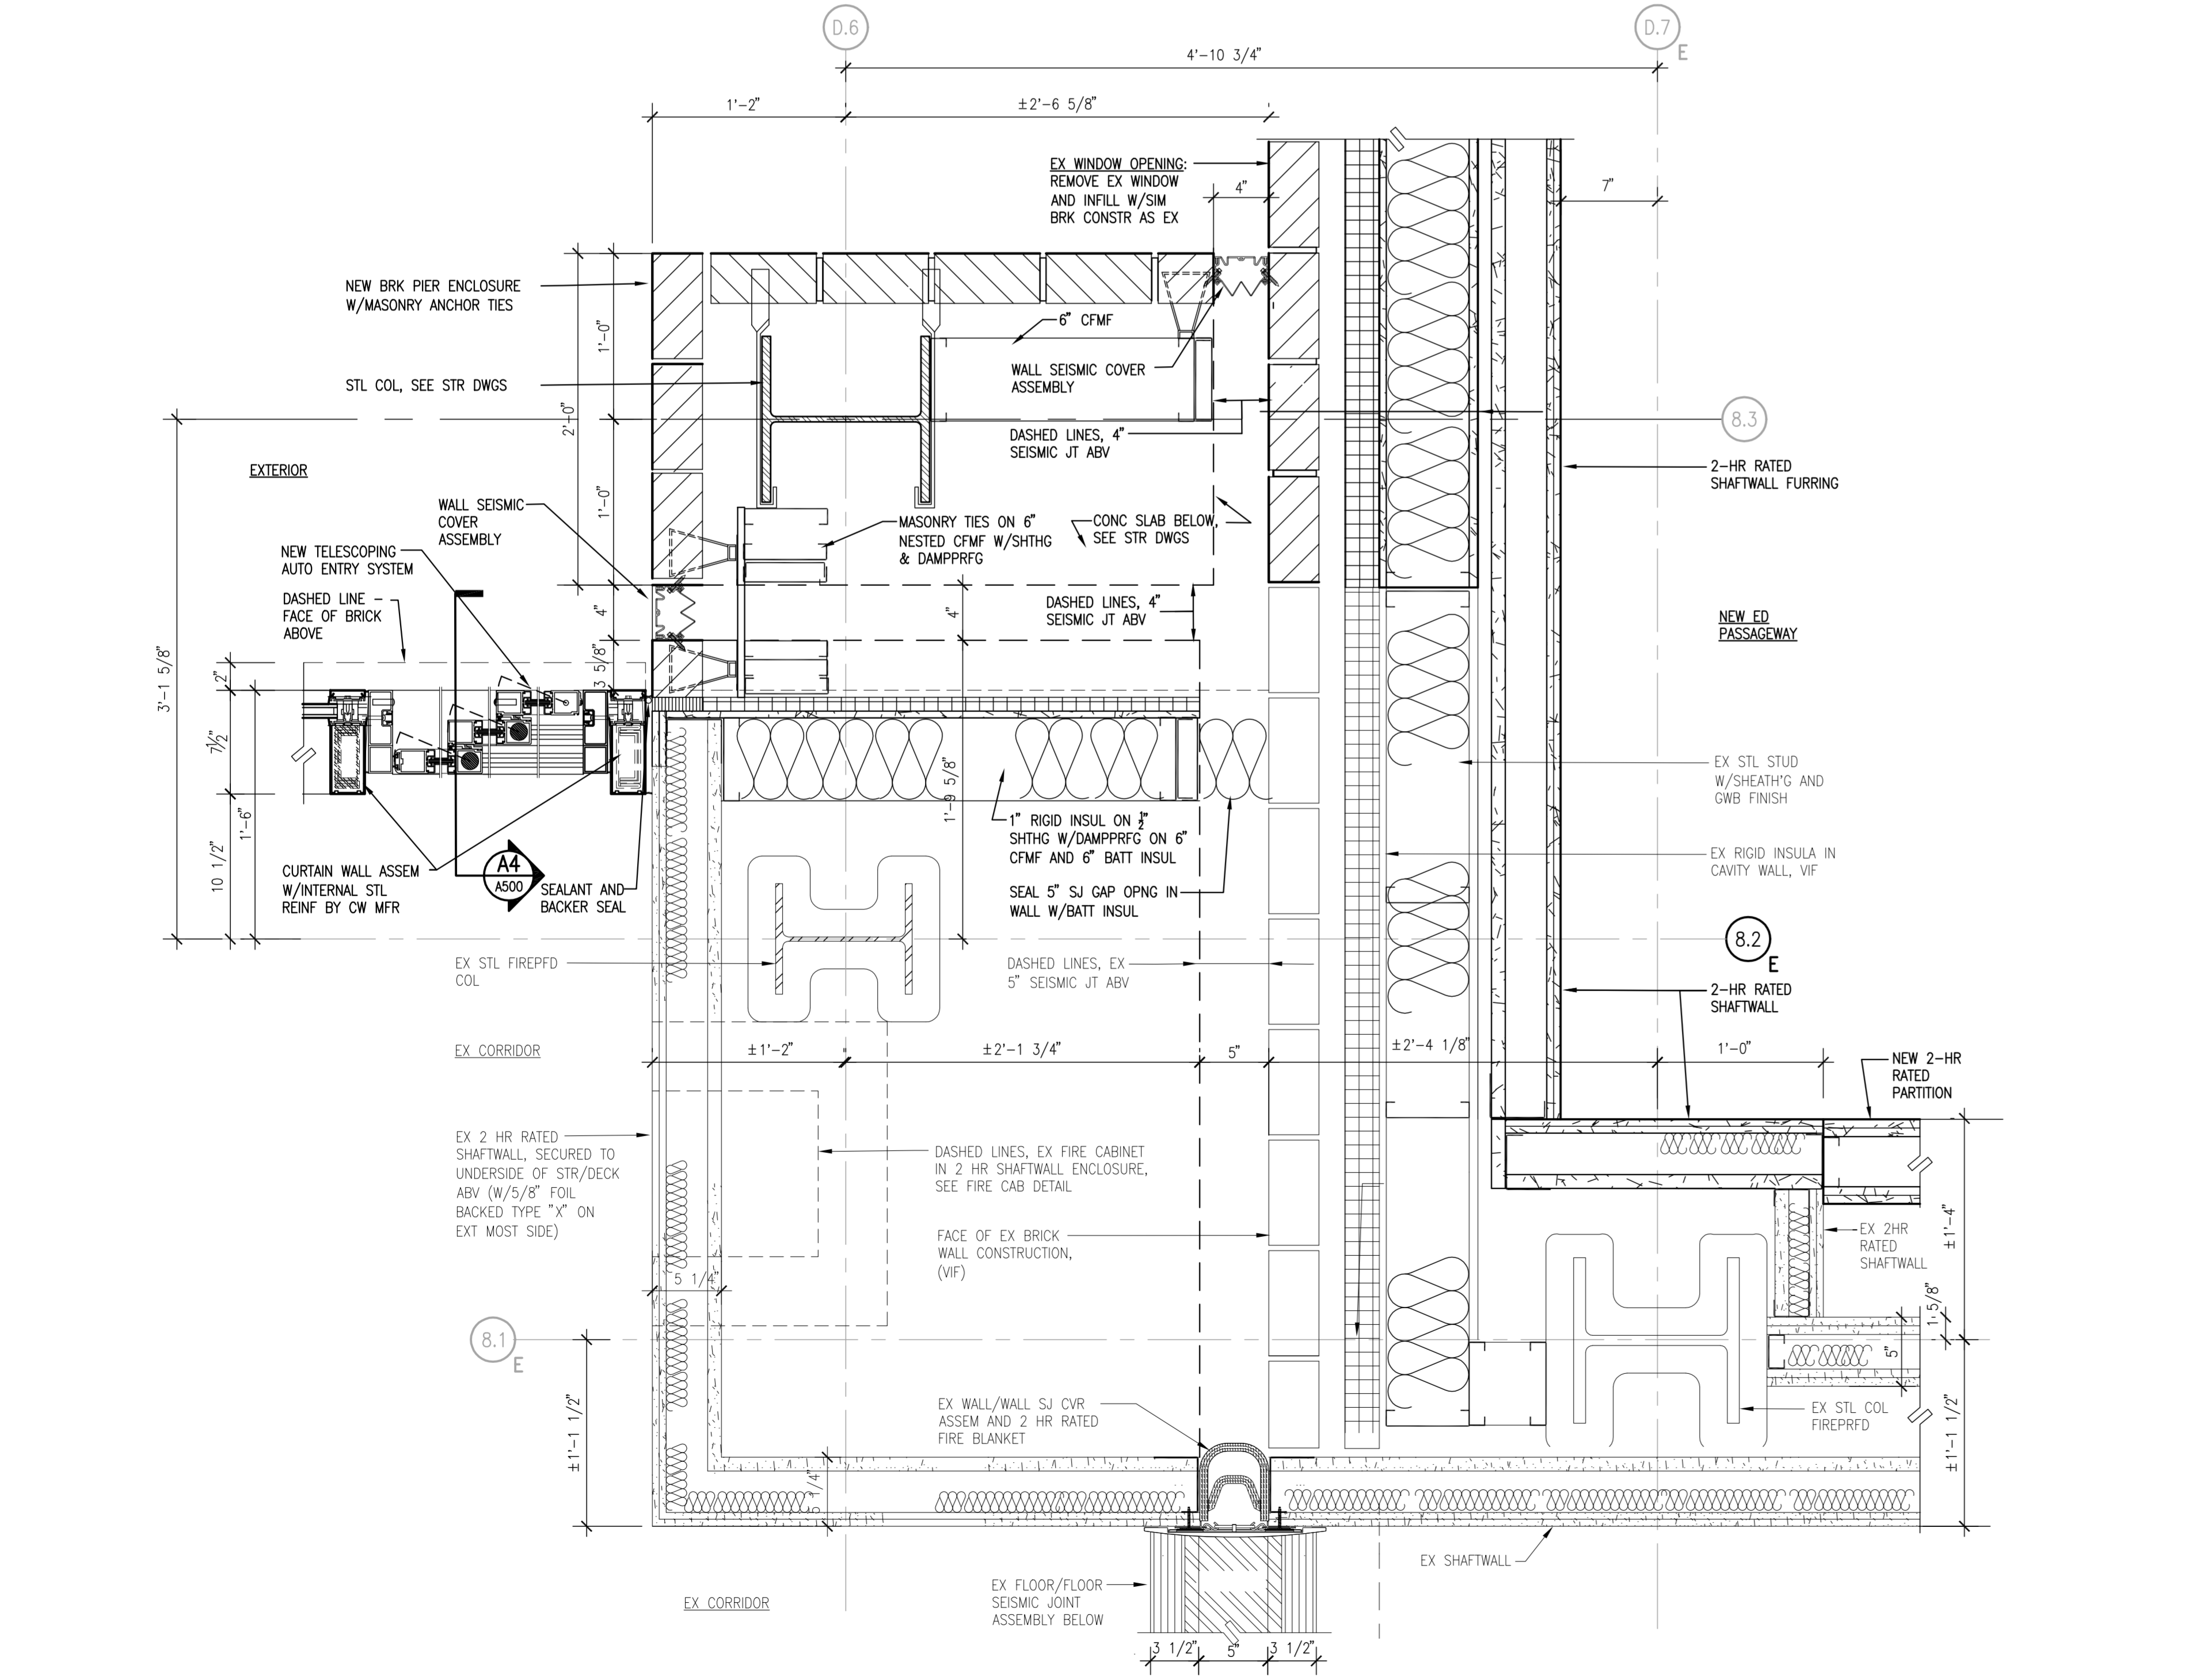 D.6
D.7
E
4'-10 3/4"
1'-2"
±2'-6 5/8"
EX WINDOW OPENING:
REMOVE EX WINDOW
AND INFILL W/SIM
BRK CONSTR AS EX
4"
7"
NEW BRK PIER ENCLOSURE
W/MASONRY ANCHOR TIES
6" CFMF
1'-0"
WALL SEISMIC COVER
ASSEMBLY
STL COL, SEE STR DWGS
2'-0"
8.3
DASHED LINES, 4"
SEISMIC JT ABV
EXTERIOR
2-HR RATED
SHAFTWALL FURRING
1'-0"
WALL SEISMIC
COVER
ASSEMBLY
MASONRY TIES ON 6"
NESTED CFMF W/SHTHG
& DAMPPRFG
CONC SLAB BELOW,
SEE STR DWGS
NEW TELESCOPING
AUTO ENTRY SYSTEM
DASHED LINE -
FACE OF BRICK
ABOVE
4"
4"
DASHED LINES, 4"
SEISMIC JT ABV
NEW ED
PASSAGEWAY
3 5/8"
3'-1 5/8"
2"
7½"
1'-6"
10 1/2"
1'-9 5/8"
EX STL STUD
W/SHEATH'G AND
GWB FINISH
1" RIGID INSUL ON ½"
SHTHG W/DAMPPRFG ON 6"
CFMF AND 6" BATT INSUL
EX RIGID INSULA IN
CAVITY WALL, VIF
CURTAIN WALL ASSEM
W/INTERNAL STL
REINF BY CW MFR
A4
A500
SEALANT AND
BACKER SEAL
SEAL 5" SJ GAP OPNG IN
WALL W/BATT INSUL
8.2
E
EX STL FIREPFD
COL
DASHED LINES, EX
5" SEISMIC JT ABV
2-HR RATED
SHAFTWALL
EX CORRIDOR
±1'-2"
±2'-1 3/4"
5"
±2'-4 1/8"
1'-0"
NEW 2-HR
RATED
PARTITION
EX 2 HR RATED
SHAFTWALL, SECURED TO
UNDERSIDE OF STR/DECK
ABV (W/5/8" FOIL
BACKED TYPE "X" ON
EXT MOST SIDE)
DASHED LINES, EX FIRE CABINET
IN 2 HR SHAFTWALL ENCLOSURE,
SEE FIRE CAB DETAIL
FACE OF EX BRICK
WALL CONSTRUCTION,
(VIF)
EX 2HR
RATED
SHAFTWALL
±1'-4"
5 1/4"
1 5/8"
8.1
E
5"
±1'-1 1/2"
EX WALL/WALL SJ CVR
ASSEM AND 2 HR RATED
FIRE BLANKET
EX STL COL
FIREPRFD
±1'-1 1/2"
5 1/4"
EX SHAFTWALL
EX CORRIDOR
EX FLOOR/FLOOR
SEISMIC JOINT
ASSEMBLY BELOW
3 1/2"
5"
3 1/2"